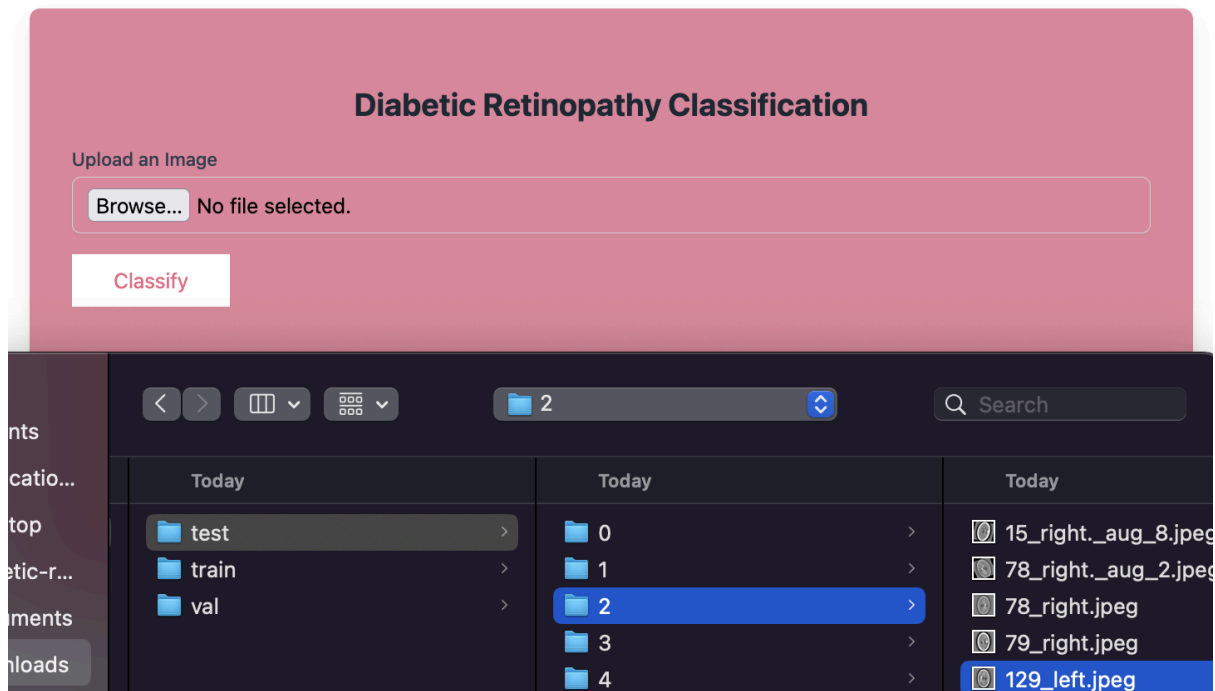 Diabetic Retinopathy Classification
Upload an Image
Browse... No file selected.
Classify
2
Search
nts
catio...
top
etic-r...
uments
nloads
Today
test
train
val
Today
0
1
2
3
4
Today
15_right._aug_8.jpeg
78_right._aug_2.jpeg
78_right.jpeg
79_right.jpeg
129_left.jpeg